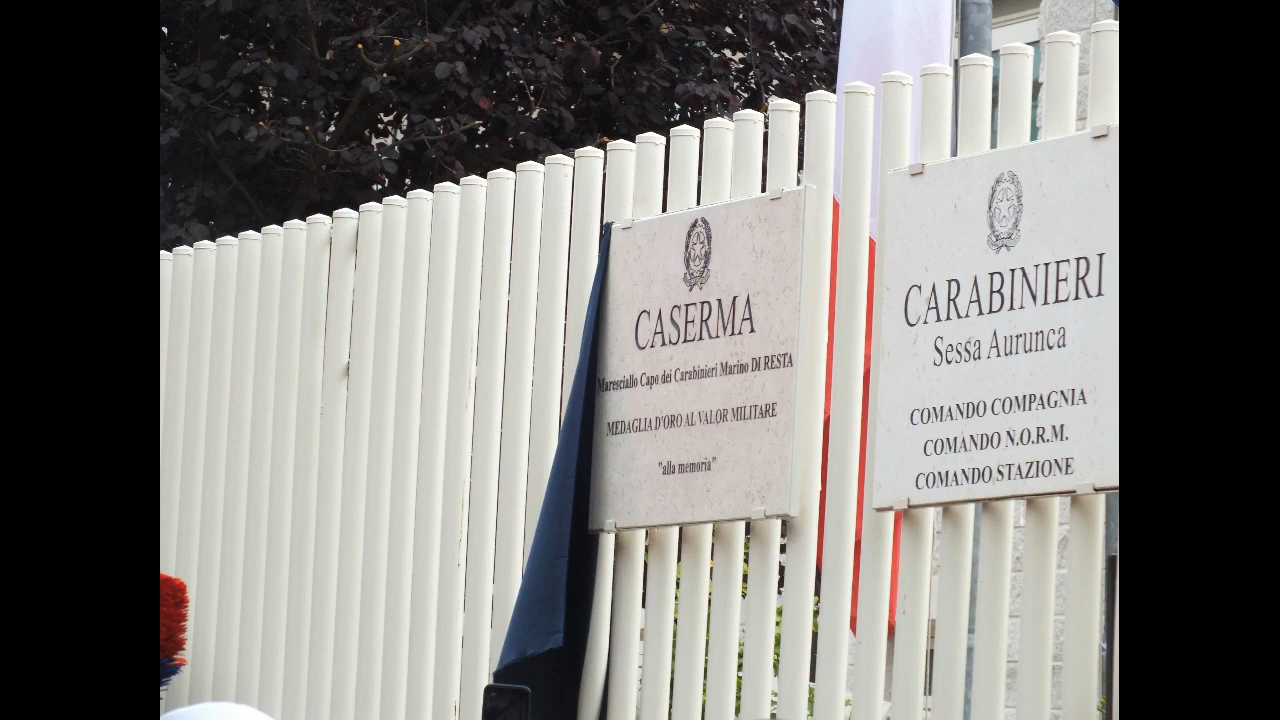 CASERMA
Maresciallo Capo dei Carabinieri Marino DI RESTA
MEDAGLIA D'ORO AL VALOR MILITARE
"alla memoria"
CARABINIERI
Sessa Aurunca
COMANDO COMPAGNIA
COMANDO N.O.R.M.
COMANDO STAZIONE